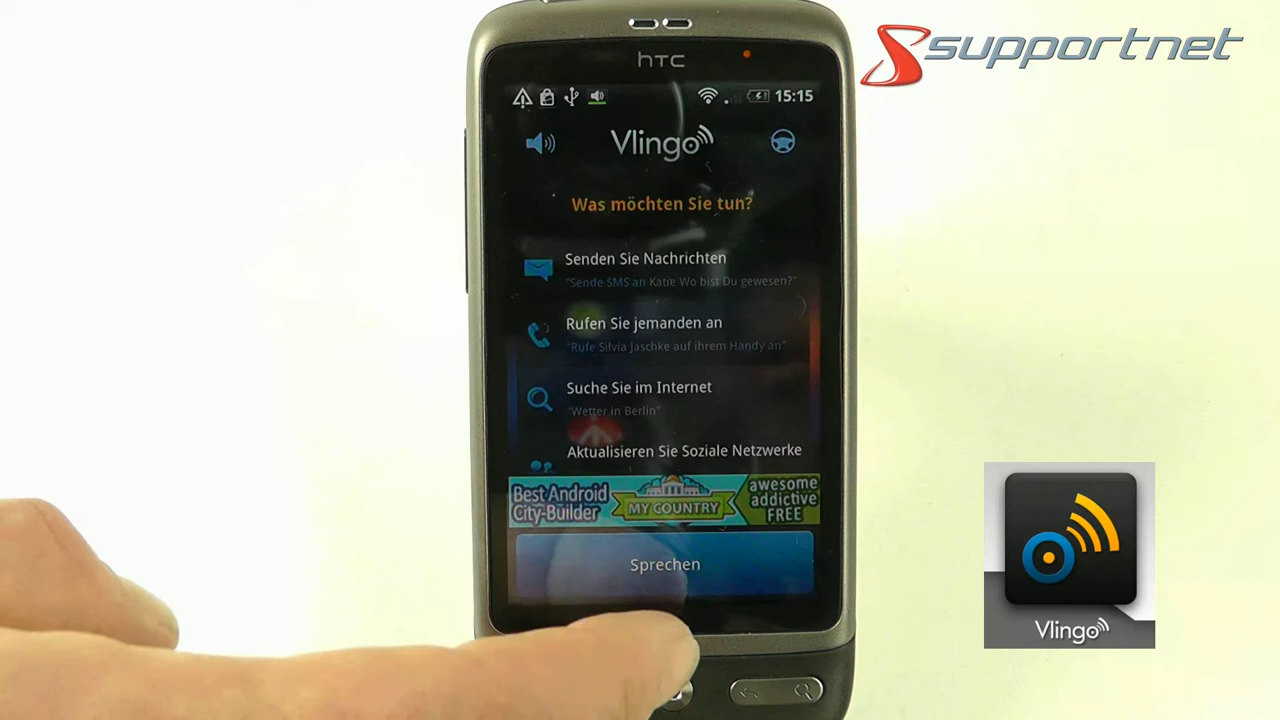 supportnet
hTC
15:15
Vlingo
Was möchten Sie tun?
Senden Sie Nachrichten
"Sende SMS an Katie Wo bist Du gewesen?"
Rufen Sie jemanden an
"Rufe Silvia Jaschke auf ihrem Handy an"
Suche Sie im Internet
"Wetter in Berlin"
Aktualisieren Sie Soziale Netzwerke
Best Android
City-Builder
MY COUNTRY
awesome
addictive
FREE
Sprechen
Vlingo